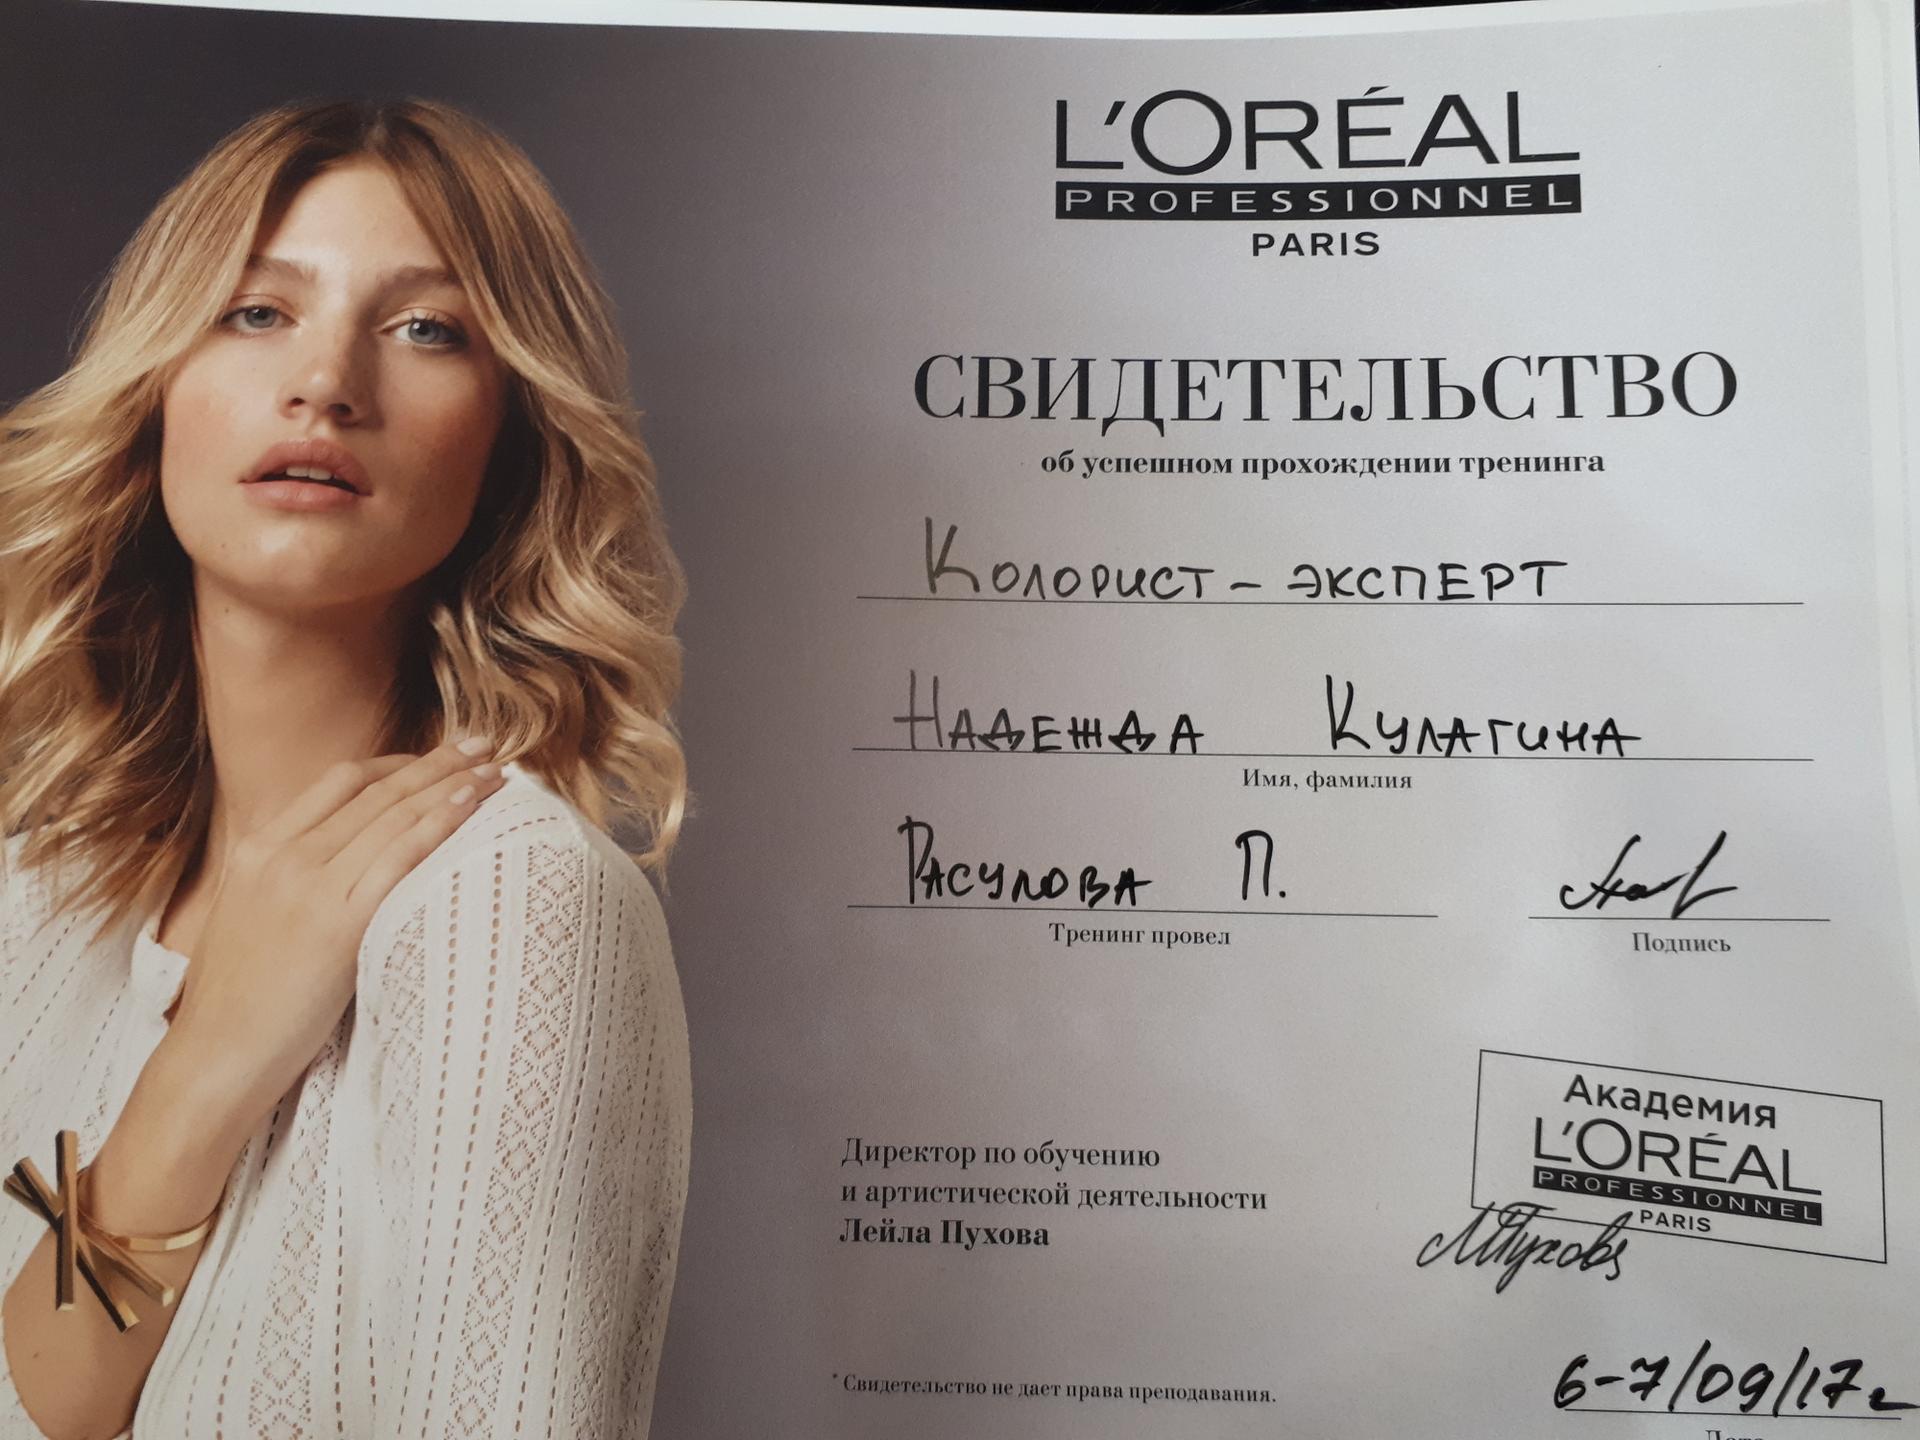 L'ORÉAL
PROFESSIONNEL
PARIS
СВИДЕТЕЛЬСТВО
об успешном прохождении тренинга
Колорист - эксперт
Надежда Кулагина
Имя, фамилия
Расулова П.
Тренинг провел
Подпись
Академия
L'ORÉAL
PROFESSIONNEL
PARIS
Директор по обучению
и артистической деятельности
Лейла Пухова
* Свидетельство не дает права преподавания.
6-7/09/17г
Дата